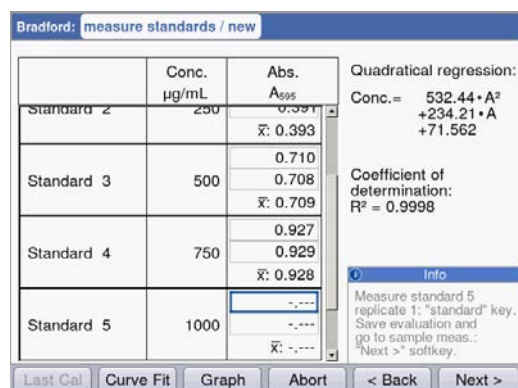 Bradford: measure standards / new
Conc. Abs.
µg/mL A595
Standard 2 250 0.391
x̅: 0.393
0.710
Standard 3 500 0.708
x̅: 0.709
0.927
Standard 4 750 0.929
x̅: 0.928
-.---
Standard 5 1000 -.---
x̅: -.---
Quadratical regression:
Conc.= 532.44•A²
+234.21•A
+71.562
Coefficient of
determination:
R² = 0.9998
Info
Measure standard 5
replicate 1: "standard" key.
Save evaluation and
go to sample meas.:
"Next >" softkey.
Last Cal Curve Fit Graph Abort < Back Next >